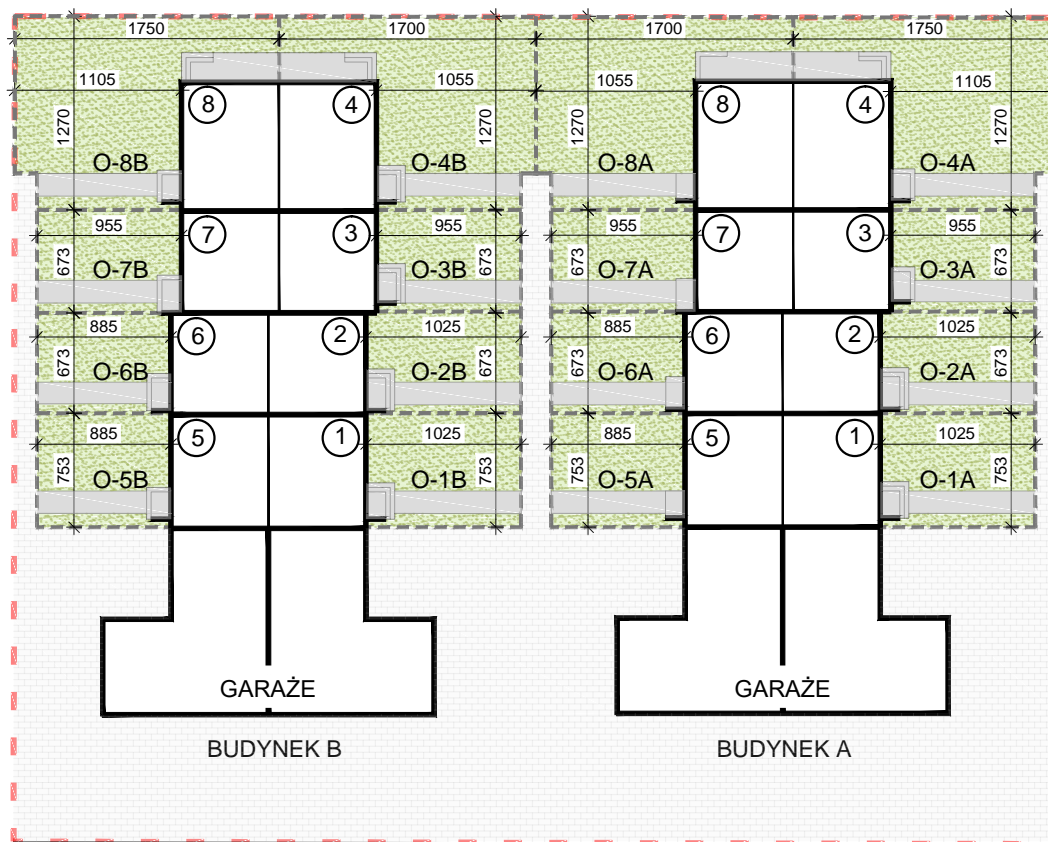 1750 1700 1700 1750
1105 1055 1055 1105
8 4 8 4
1270 1270 1270 1270
O-8B O-4B O-8A O-4A
955 7 3 955 955 7 3 955
673 673 673 673
O-7B O-3B O-7A O-3A
885 6 2 1025 885 6 2 1025
673 673 673 673
O-6B O-2B O-6A O-2A
885 5 1 1025 885 5 1 1025
753 753 753 753
O-5B O-1B O-5A O-1A
GARAŻE GARAŻE
BUDYNEK B BUDYNEK A